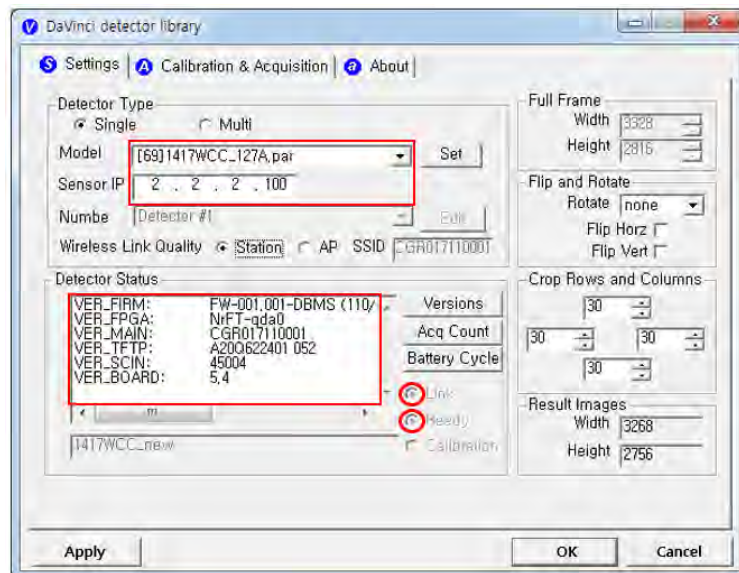 DaVinci detector library
Settings
Calibration & Acquisition
About
Detector Type
Single Multi
Model [69]1417WCC_127A.par Set
Sensor IP 2 . 2 . 2 . 100
Numbe Detector #1 Edit
Wireless Link Quality Station AP SSID CGR017110001
Detector Status
VER_FIRM: FW-001.001-DBMS (110/
VER_FPGA: NrFT-qda0
VER_MAIN: CGR017110001
VER_TFTP: A20Q622401 052
VER_SCIN: 45004
VER_BOARD: 5.4
Versions
Acq Count
Battery Cycle
Link
Ready
1417WCC_new Calibration
Full Frame
Width 3328
Height 2816
Flip and Rotate
Rotate none
Flip Horz
Flip Vert
Crop Rows and Columns
30
30 30
30
Result Images
Width 3268
Height 2756
Apply OK Cancel